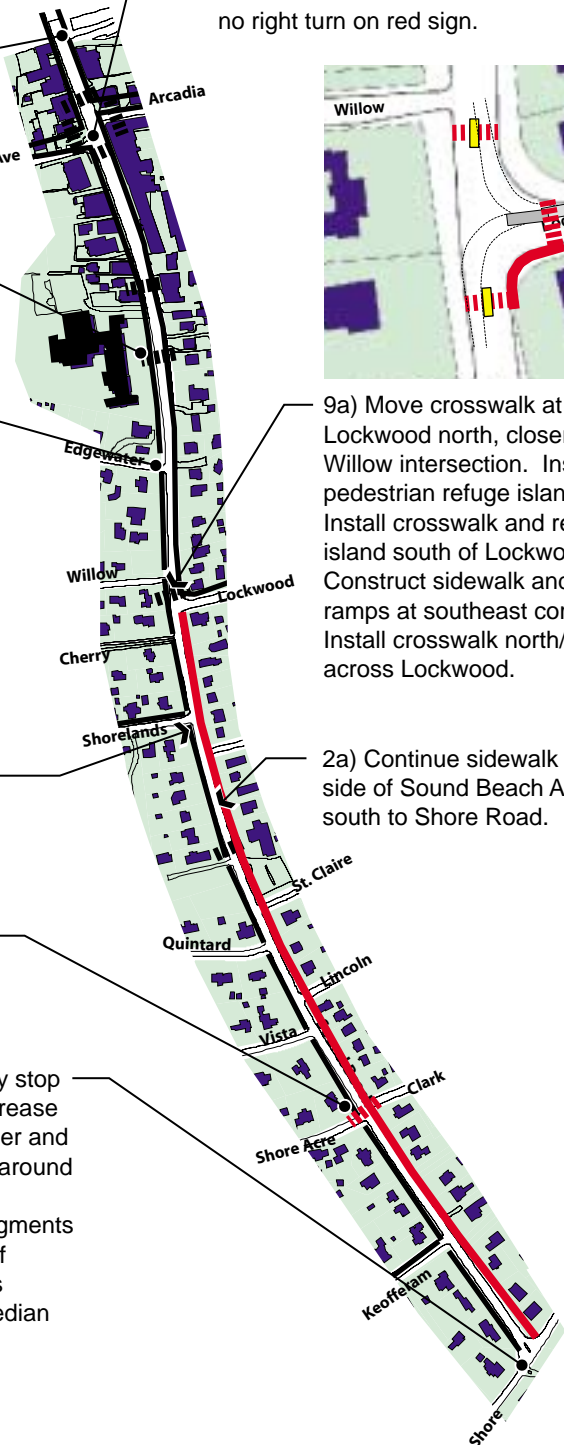 no right turn on red sign.
Arcadia
Ave
Willow
9a) Move crosswalk at
Lockwood north, closer
Willow intersection. Ins
pedestrian refuge islan
Install crosswalk and re
island south of Lockwo
Construct sidewalk and
ramps at southeast cor
Install crosswalk north/
across Lockwood.
Edgewater
Willow
Lockwood
Cherry
Shorelands
2a) Continue sidewalk
side of Sound Beach A
south to Shore Road.
St. Claire
Quintard
Lincoln
Vista
y stop
rease
er and
around
gments
f
s
edian
Clark
Shore Acre
Keofferam
Shore